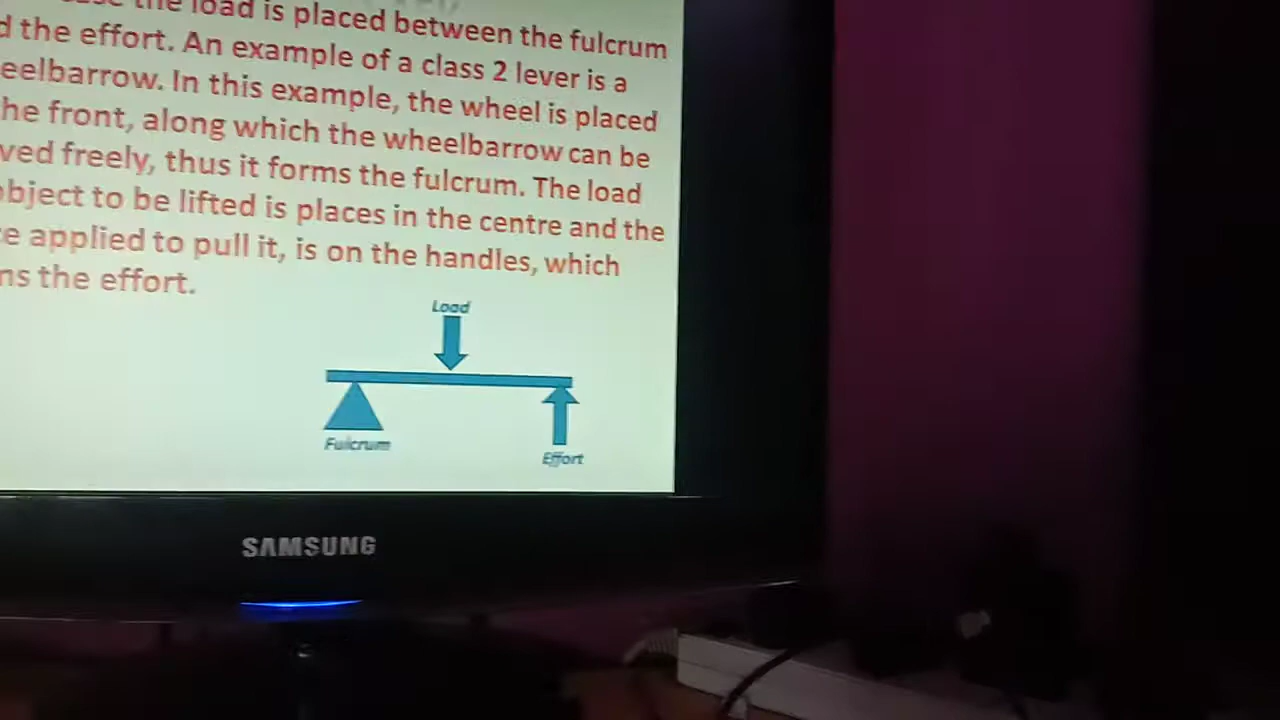 the load is placed between the fulcrum
the effort. An example of a class 2 lever is a
eelbarrow. In this example, the wheel is placed
he front, along which the wheelbarrow can be
ved freely, thus it forms the fulcrum. The load
bject to be lifted is places in the centre and the
e applied to pull it, is on the handles, which
ns the effort.
Load
Fulcrum
Effort
SAMSUNG